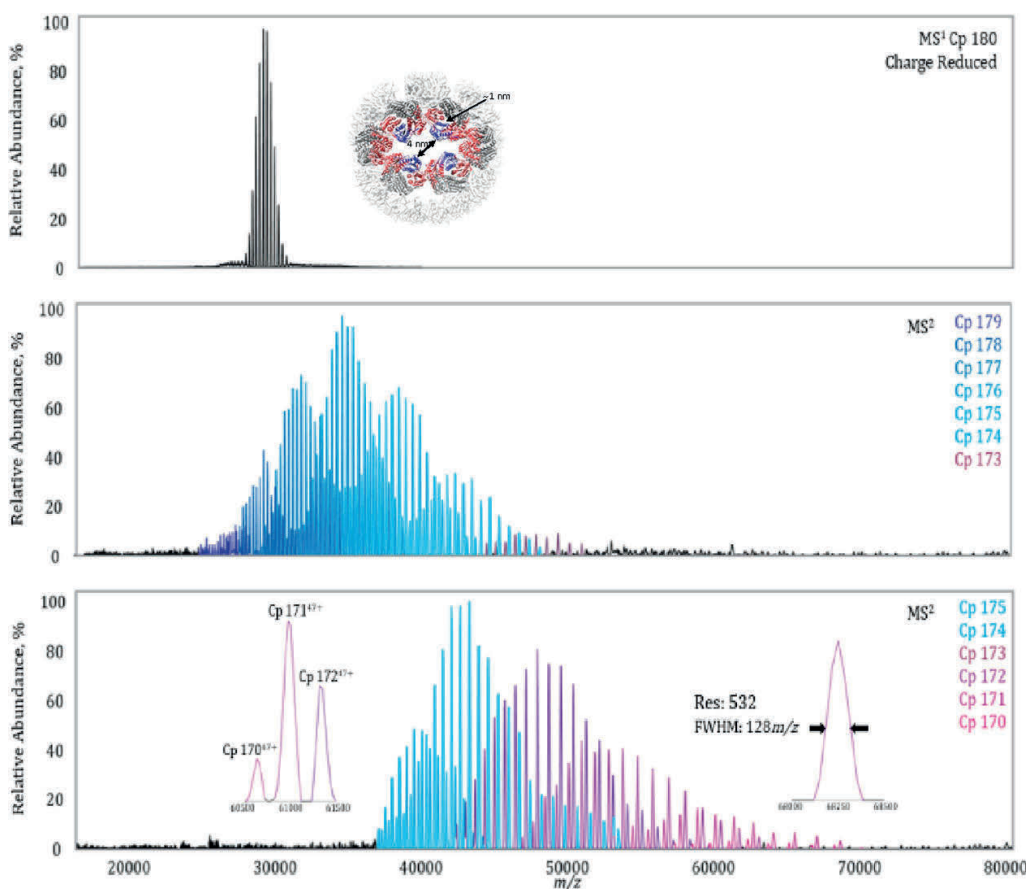 Relative Abundance, %
100
80
60
40
20
0
MS¹ Cp 180
Charge Reduced
~1 nm
4 nm
Relative Abundance, %
100
80
60
40
20
0
MS²
Cp 179
Cp 178
Cp 177
Cp 176
Cp 175
Cp 174
Cp 173
Relative Abundance, %
100
80
60
40
20
0
MS²
Cp 175
Cp 174
Cp 173
Cp 172
Cp 171
Cp 170
Cp 171⁴⁷⁺
Cp 172⁴⁷⁺
Cp 170⁴⁷⁺
60500 61000 61500
Res: 532
FWHM: 128m/z
68000 68250 68500
20000 30000 40000 50000 60000 70000 80000
m/z